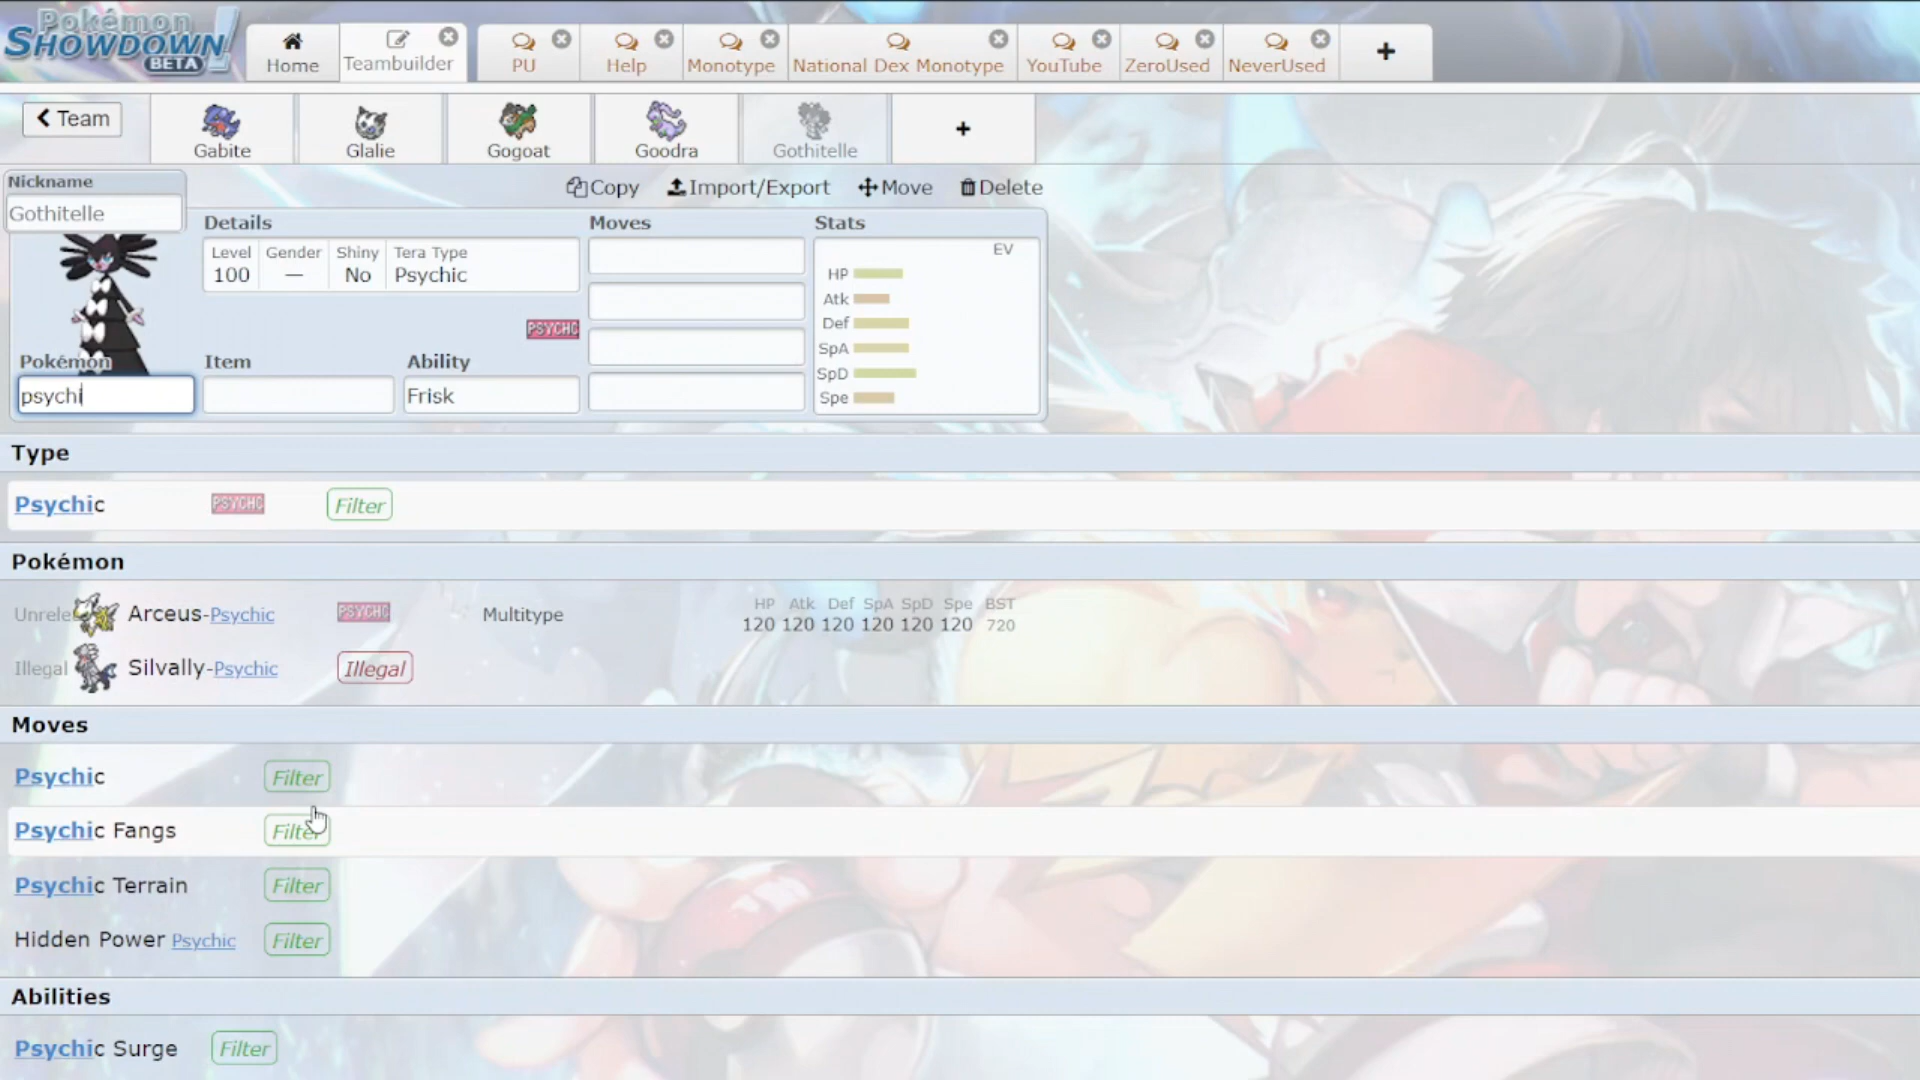 Pokémon
SHOWDOWN!
BETA
Home
Teambuilder
PU
Help
Monotype
National Dex Monotype
YouTube
ZeroUsed
NeverUsed
+
Team
Gabite
Glalie
Gogoat
Goodra
Gothitelle
+
Nickname
Gothitelle
Copy
Import/Export
Move
Delete
Details
Moves
Stats
Level
Gender
Shiny
Tera Type
100
—
No
Psychic
EV
HP
Atk
Def
SpA
SpD
Spe
PSYCHC
Pokémon
Item
Ability
psychi
Frisk
Type
Psychic PSYCHC Filter
Pokémon
HP Atk Def SpA SpD Spe BST
Unrele Arceus-Psychic PSYCHC Multitype 120 120 120 120 120 120 720
Illegal Silvally-Psychic Illegal
Moves
Psychic Filter
Psychic Fangs Filter
Psychic Terrain Filter
Hidden Power Psychic Filter
Abilities
Psychic Surge Filter